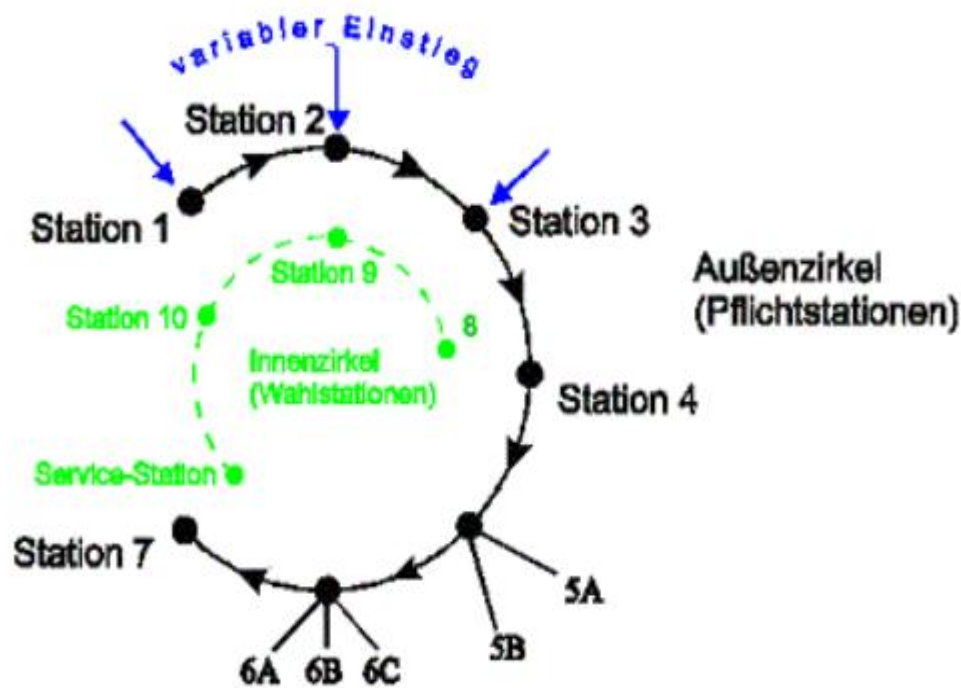 variabler Einstieg
Station 2
Station 1
Station 3
Station 9
Außenzirkel
(Pflichtstationen)
Station 10
8
Innenzirkel
(Wahlstationen)
Station 4
Service-Station
Station 7
5A
5B
6A 6B 6C